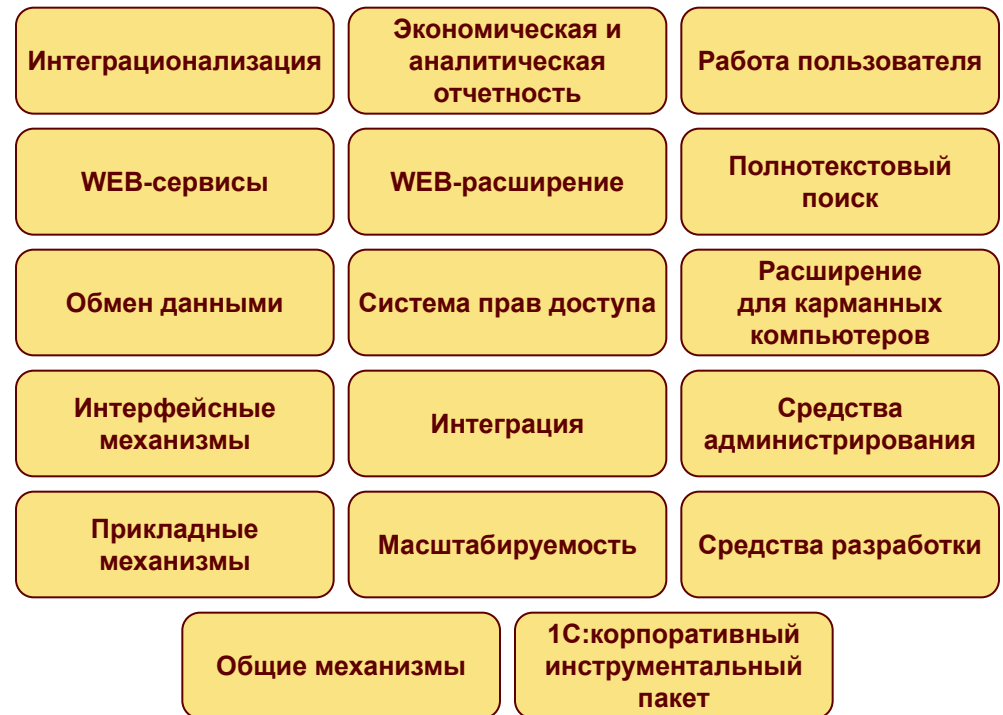 Интеграционализация
Экономическая и
аналитическая
отчетность
Работа пользователя
WEB-сервисы
WEB-расширение
Полнотекстовый
поиск
Обмен данными
Система прав доступа
Расширение
для карманных
компьютеров
Интерфейсные
механизмы
Интеграция
Средства
администрирования
Прикладные
механизмы
Масштабируемость
Средства разработки
Общие механизмы
1С:корпоративный
инструментальный
пакет